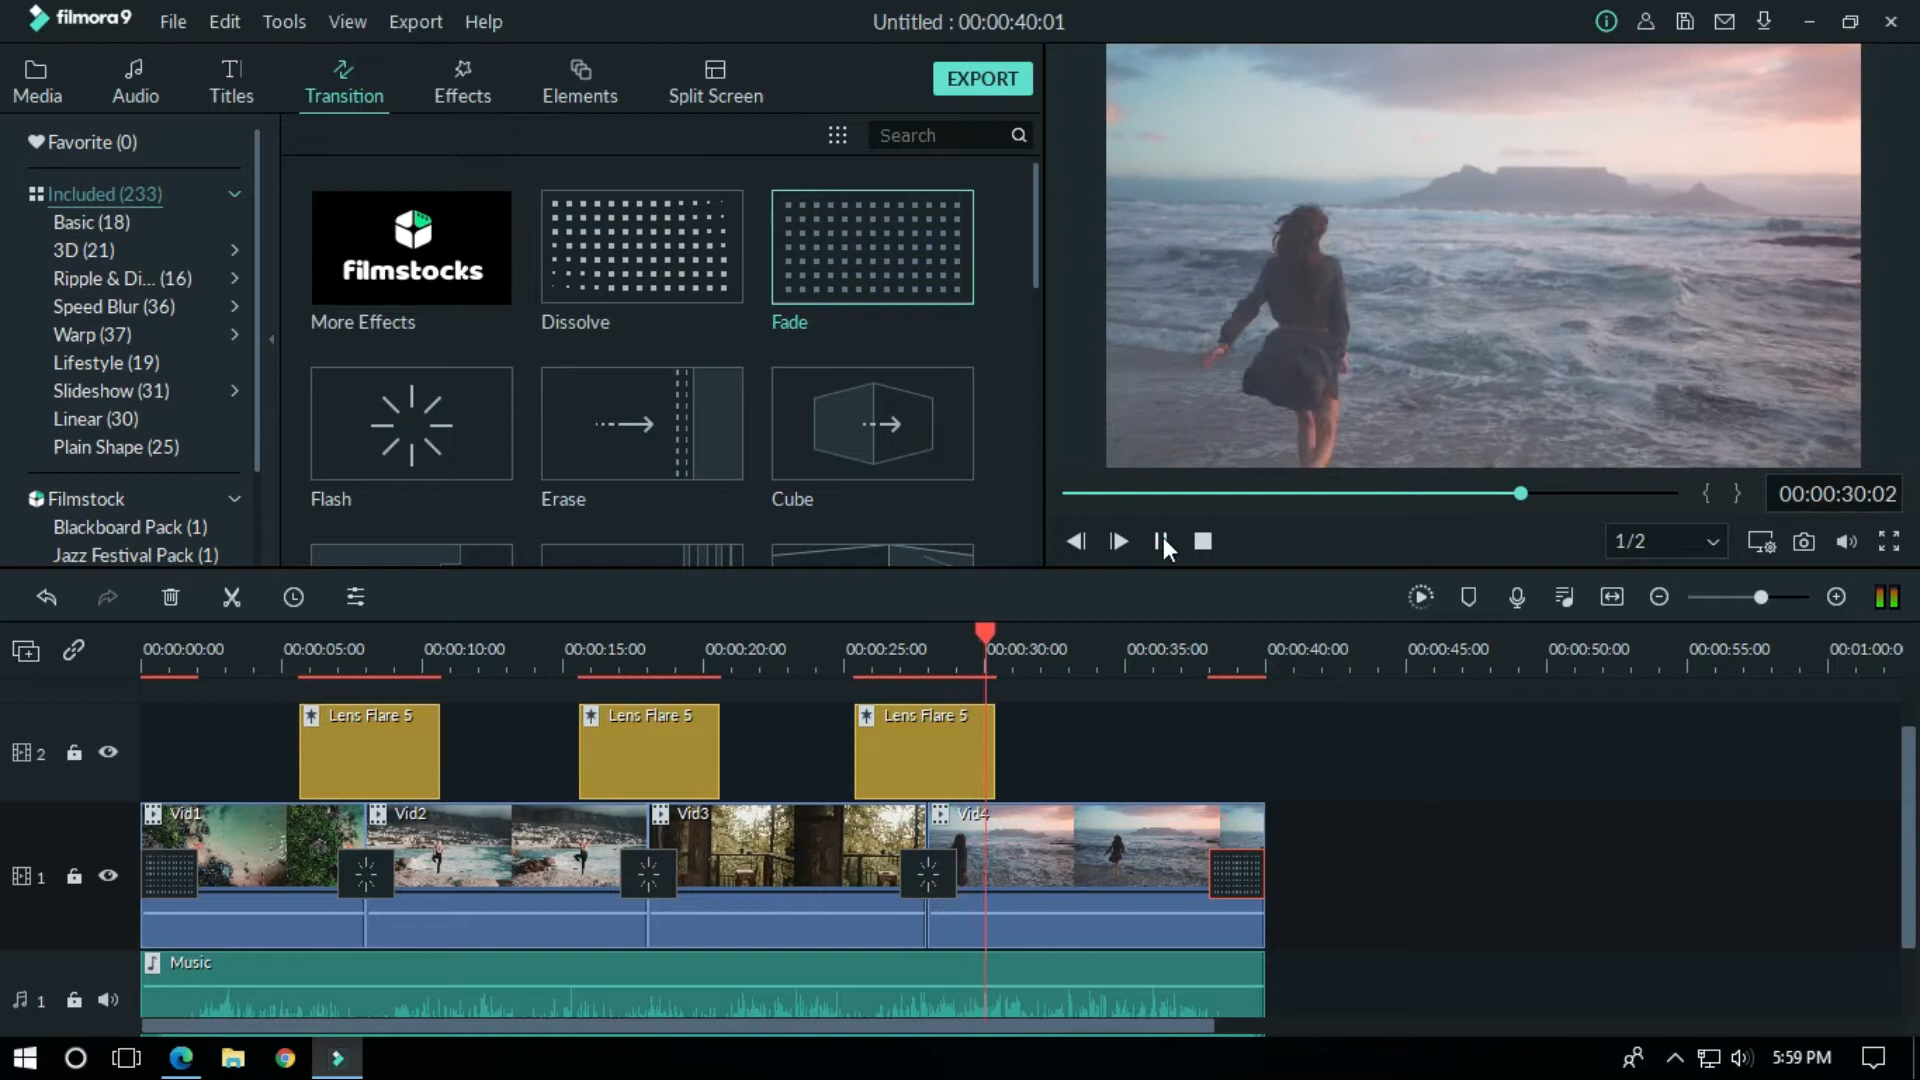 filmora9
File Edit Tools View Export Help
Untitled : 00:00:40:01
Media Audio Titles Transition Effects Elements Split Screen
EXPORT
Favorite (0)
Included (233)
Basic (18)
3D (21)
Ripple & Di... (16)
Speed Blur (36)
Warp (37)
Lifestyle (19)
Slideshow (31)
Linear (30)
Plain Shape (25)
Filmstock
Blackboard Pack (1)
Jazz Festival Pack (1)
Search
filmstocks
More Effects Dissolve Fade
Flash Erase Cube
00:00:30:02
1/2
00:00:00:00 00:00:05:00 00:00:10:00 00:00:15:00 00:00:20:00 00:00:25:00 00:00:30:00 00:00:35:00 00:00:40:00 00:00:45:00 00:00:50:00 00:00:55:00 00:01:00:0
2 Lens Flare 5 Lens Flare 5 Lens Flare 5
Vid1 Vid2 Vid3 Vid4
1
Music
1
5:59 PM